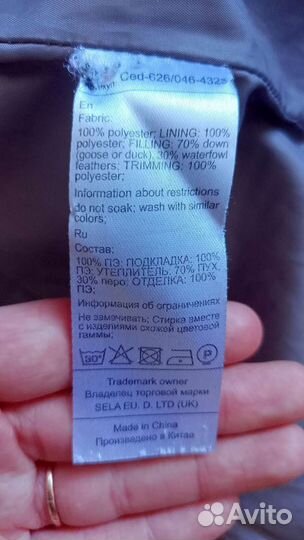 Ced-626/046-432
En
Fabric:
100% polyester; LINING: 100%
polyester; FILLING: 70% down
(goose or duck), 30% waterfowl
feathers; TRIMMING: 100%
polyester;
Information about restrictions
do not soak; wash with similar
colors;
Ru
Состав:
100% ПЭ; ПОДКЛАДКА: 100%
ПЭ; УТЕПЛИТЕЛЬ: 70% ПУХ,
30% перо; ОТДЕЛКА: 100%
ПЭ;
Информация об ограничениях
Не замачивать; Стирка вместе
с изделиями схожей цветовой
гаммы;
30° P
Trademark owner
Владелец торговой марки
SELA EU. D. LTD (UK)
Made in China
Произведено в Китае
Avito